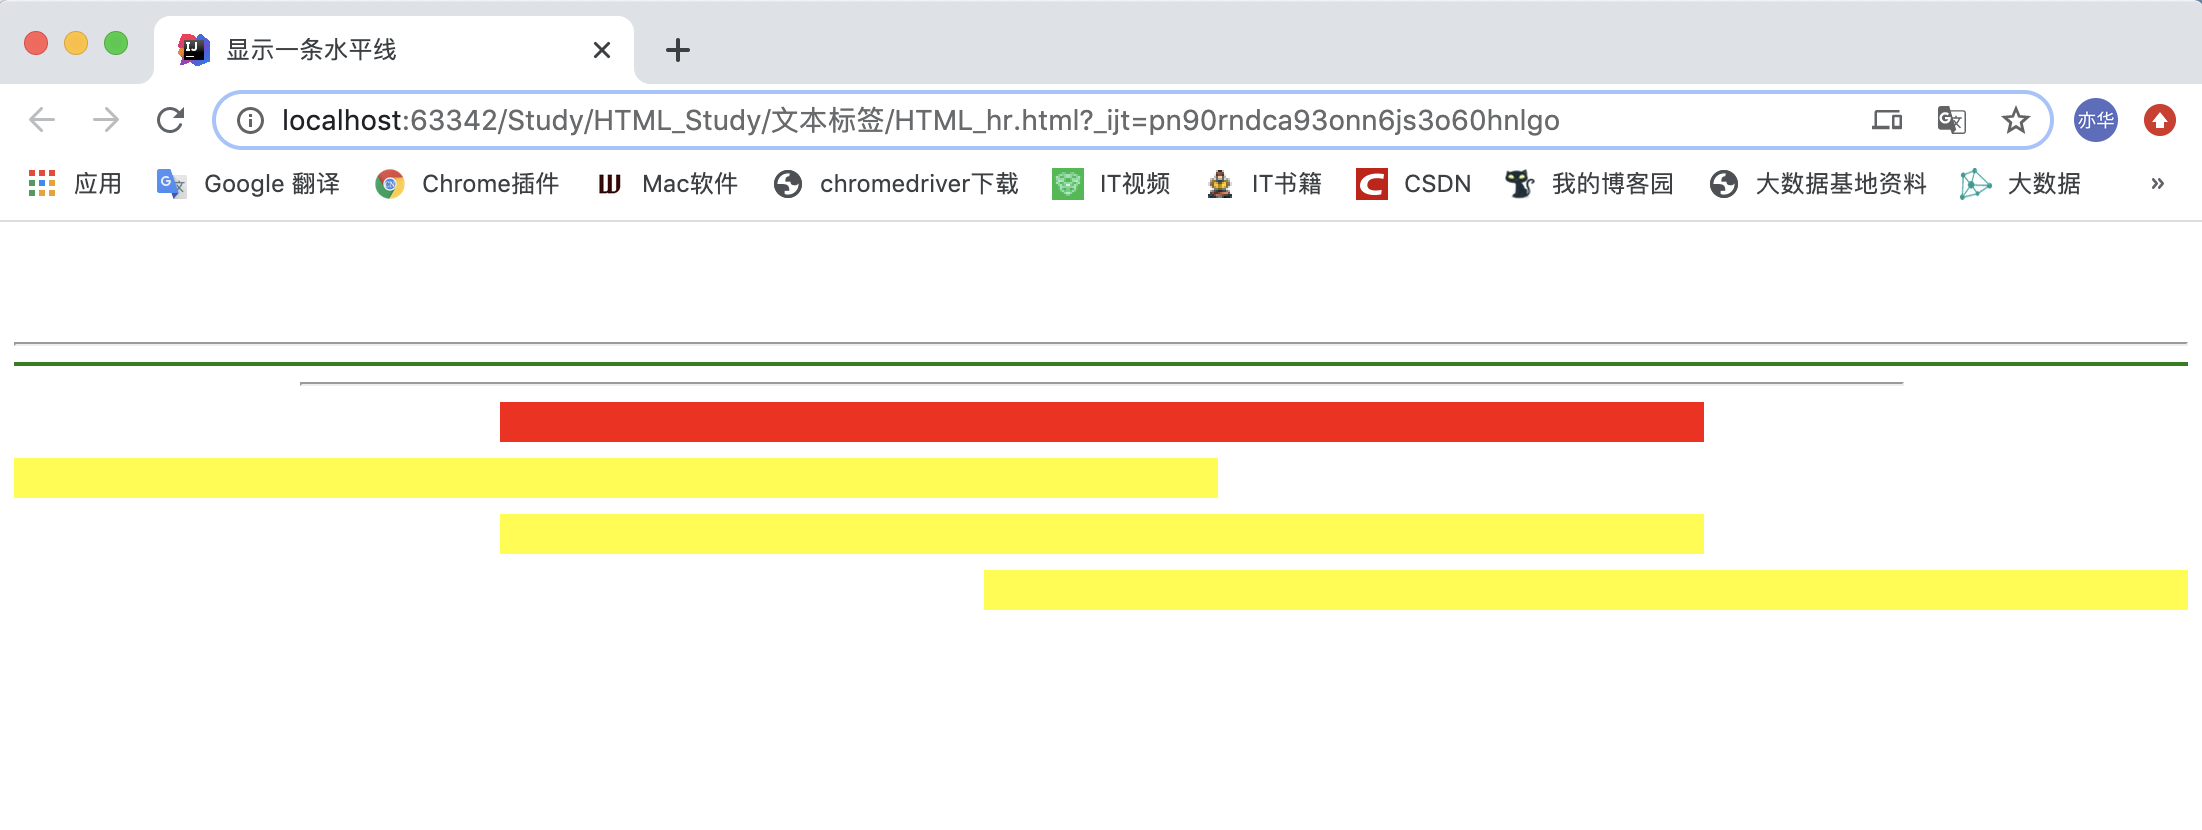 显示一条水平线
localhost:63342/Study/HTML_Study/文本标签/HTML_hr.html?_ijt=pn90rndca93onn6js3o60hnlgo
亦华
应用 Google 翻译 Chrome插件 Mac软件 chromedriver下载 IT视频 IT书籍 CSDN 我的博客园 大数据基地资料 大数据 »